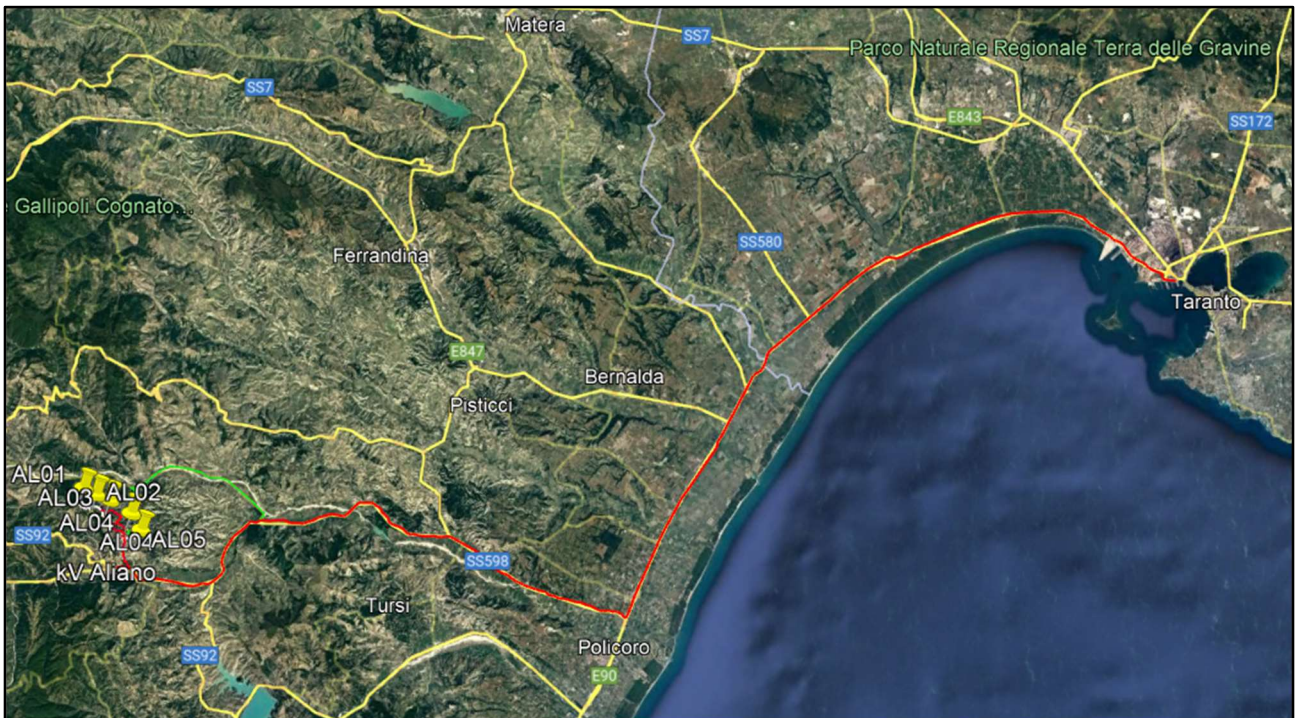 Matera
SS7
Parco Naturale Regionale Terra delle Gravine
SS7
E843
SS172
Gallipoli Cognato...
SS580
Ferrandina
Taranto
E847
Bernalda
Pisticci
AL01
AL03
AL02
AL04
SS92
AL04
AL05
SS598
kV Aliano
Tursi
Policoro
SS92
E90